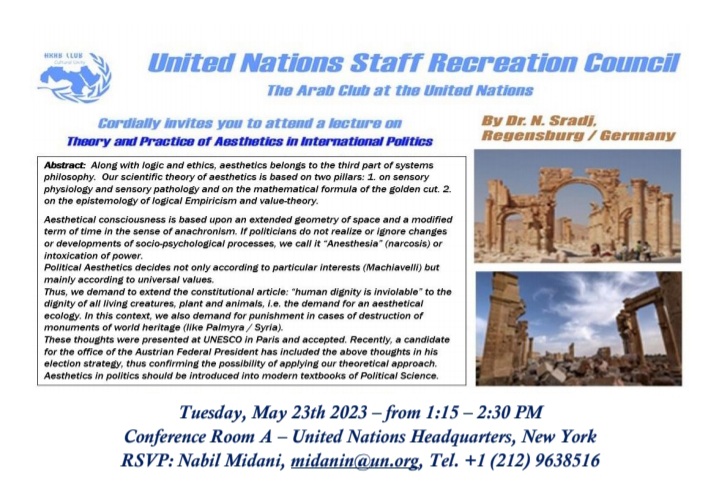 ARAB CLUB
United Nations Staff Recreation Council
The Arab Club at the United Nations
Cordially invites you to attend a lecture on
Theory and Practice of Aesthetics in International Politics
By Dr. N. Sradj,
Regensburg / Germany
Abstract: Along with logic and ethics, aesthetics belongs to the third part of systems
philosophy. Our scientific theory of aesthetics is based on two pillars: 1. on sensory
physiology and sensory pathology and on the mathematical formula of the golden cut. 2.
on the epistemology of logical Empiricism and value-theory.
Aesthetical consciousness is based upon an extended geometry of space and a modified
term of time in the sense of anachronism. If politicians do not realize or ignore changes
or developments of socio-psychological processes, we call it “Anesthesia” (narcosis) or
intoxication of power.
Political Aesthetics decides not only according to particular interests (Machiavelli) but
mainly according to universal values.
Thus, we demand to extend the constitutional article: “human dignity is inviolable” to the
dignity of all living creatures, plant and animals, i.e. the demand for an aesthetical
ecology. In this context, we also demand for punishment in cases of destruction of
monuments of world heritage (like Palmyra / Syria).
These thoughts were presented at UNESCO in Paris and accepted. Recently, a candidate
for the office of the Austrian Federal President has included the above thoughts in his
election strategy, thus confirming the possibility of applying our theoretical approach.
Aesthetics in politics should be introduced into modern textbooks of Political Science.
Tuesday, May 23th 2023 – from 1:15 – 2:30 PM
Conference Room A – United Nations Headquarters, New York
RSVP: Nabil Midani, midanin@un.org, Tel. +1 (212) 9638516